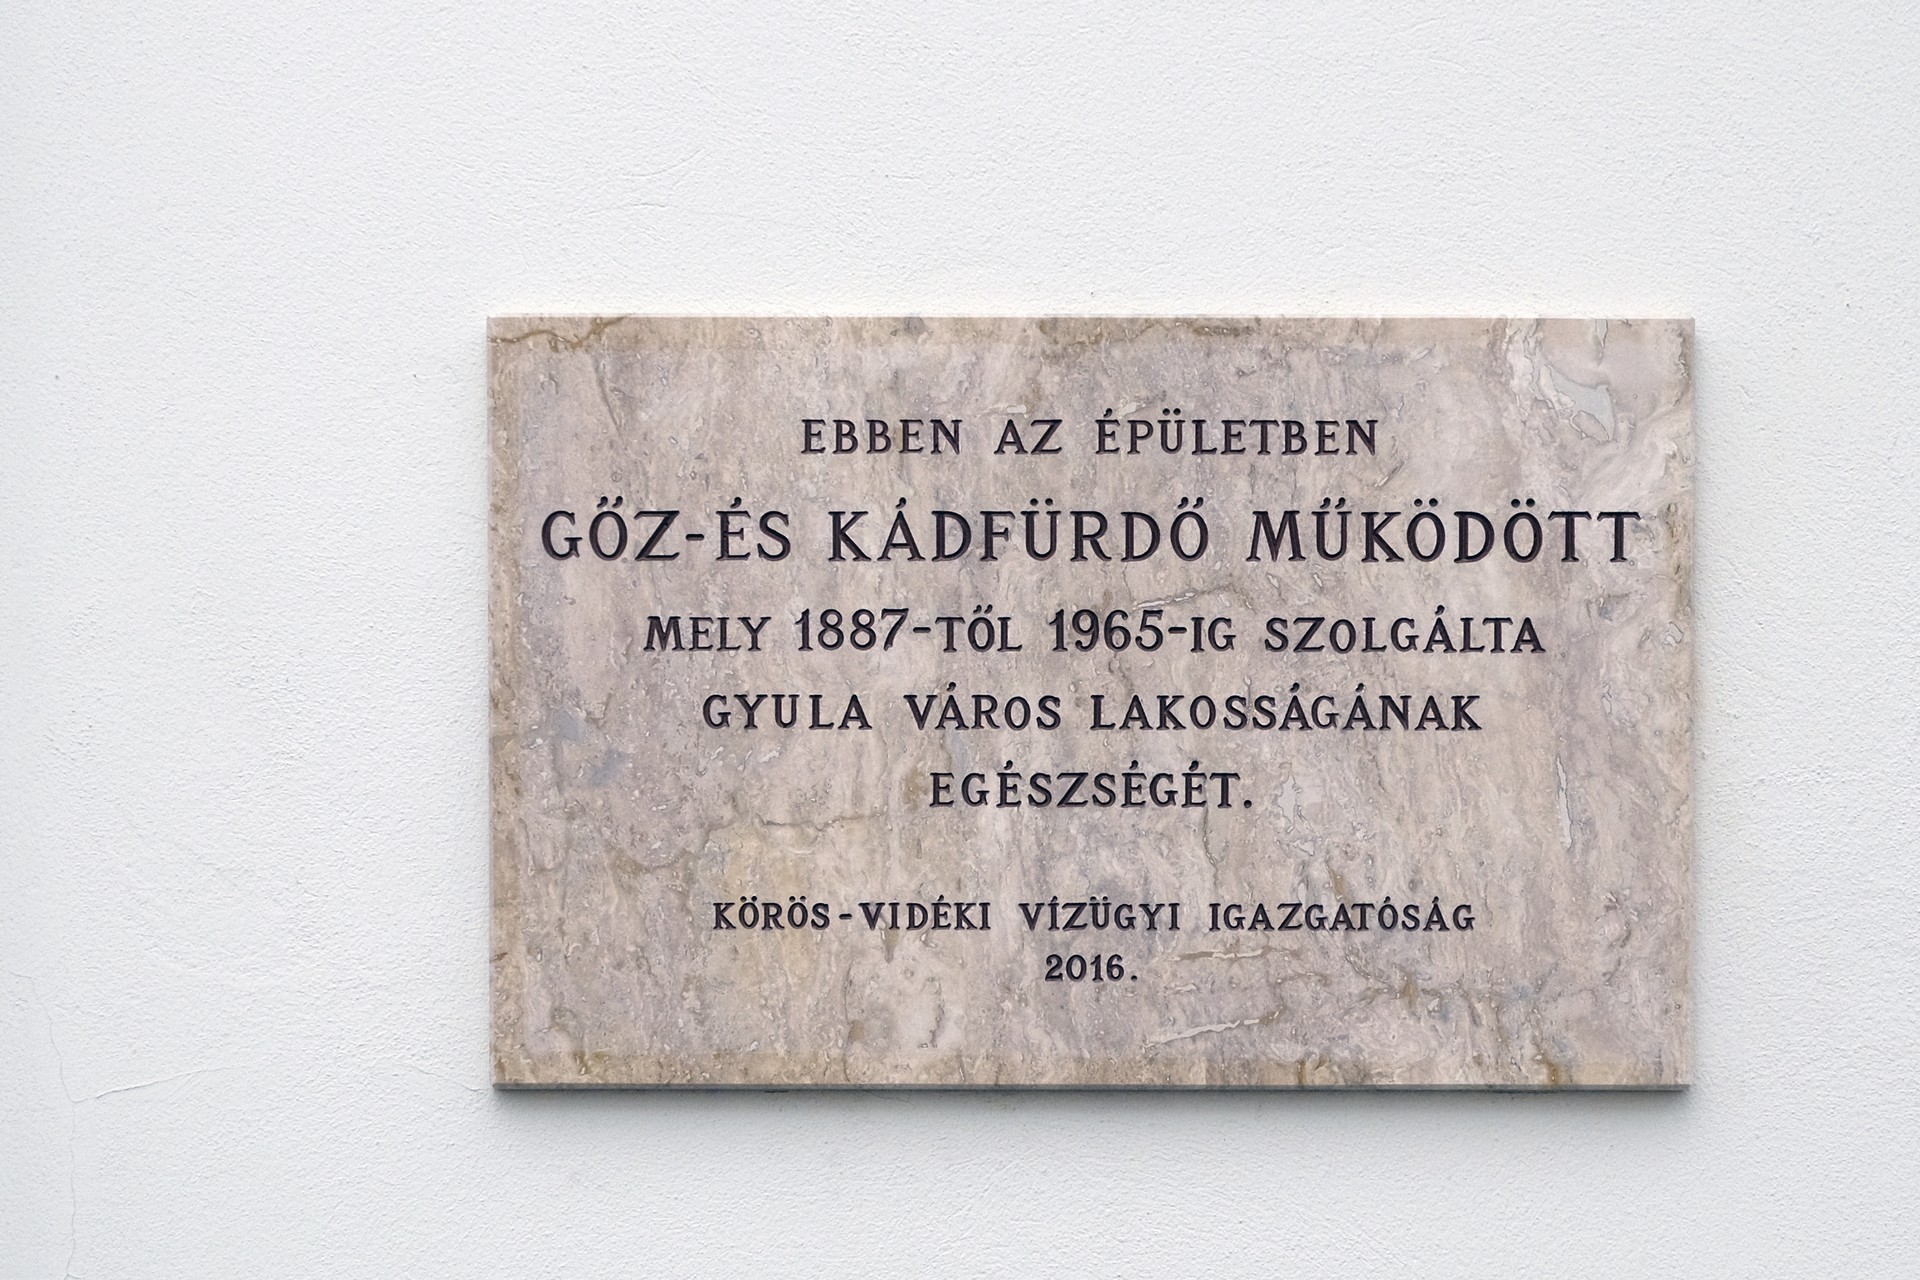 EBBEN AZ ÉPÜLETBEN
GŐZ-ÉS KÁDFÜRDŐ MŰKÖDÖTT
MELY 1887-TŐL 1965-IG SZOLGÁLTA
GYULA VÁROS LAKOSSÁGÁNAK
EGÉSZSÉGÉT.
KÖRÖS-VIDÉKI VÍZÜGYI IGAZGATÓSÁG
2016.